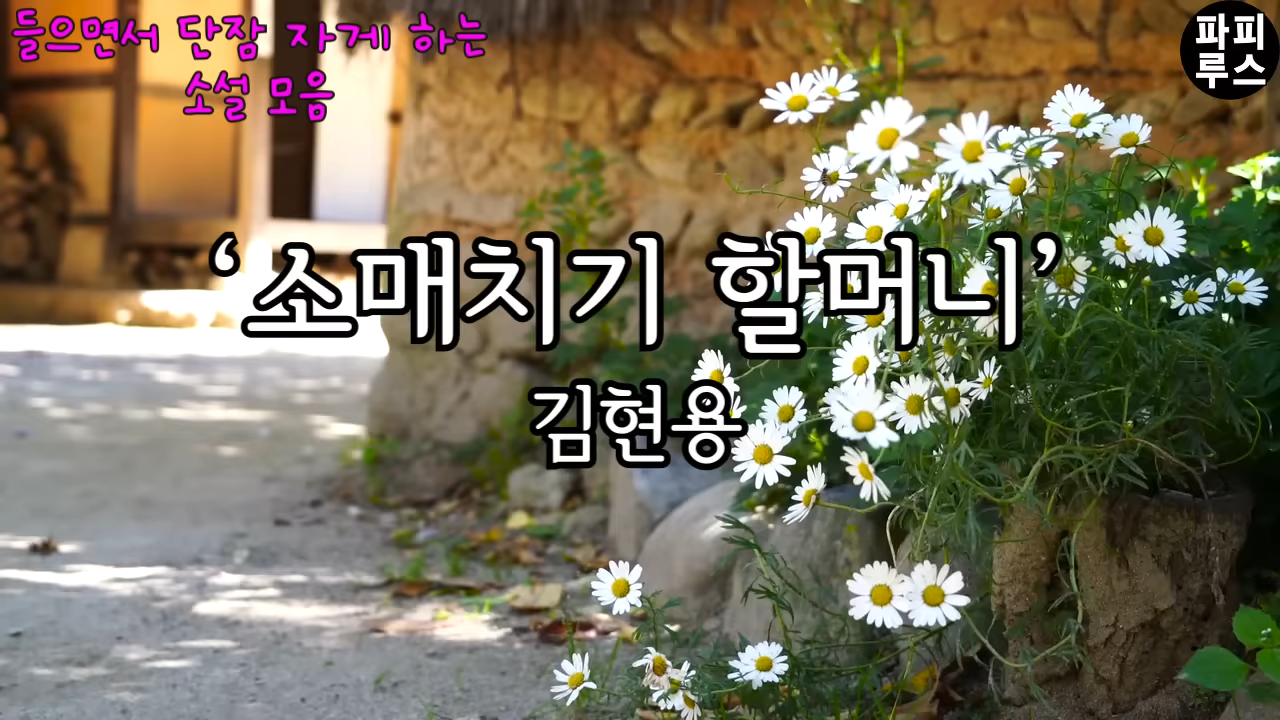 들으면서 단잠 자게 하는
소설 모음
파피
루스
‘소매치기 할머니’
김현용